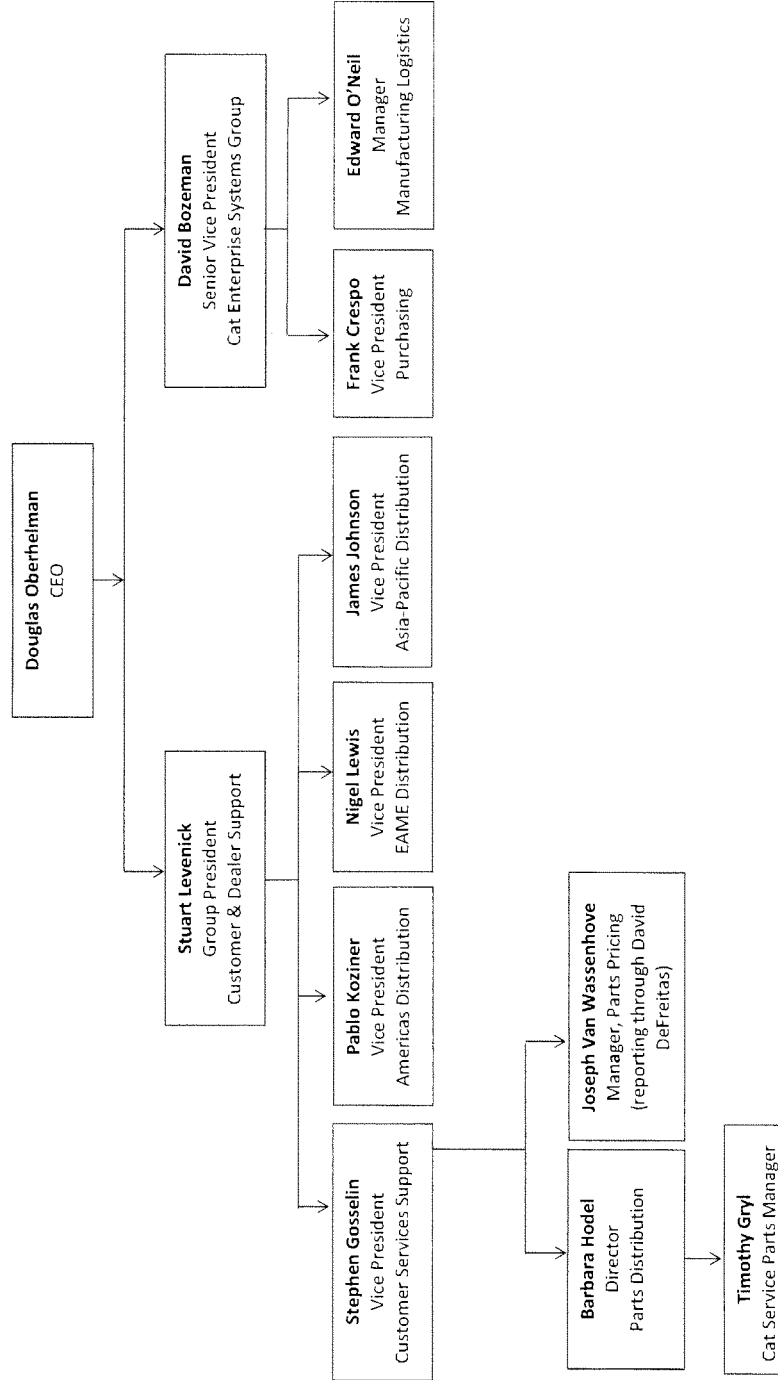 Douglas Oberhelman
CEO
Stuart Levenick
Group President
Customer & Dealer Support
David Bozeman
Senior Vice President
Cat Enterprise Systems Group
Stephen Gosselin
Vice President
Customer Services Support
Pablo Koziner
Vice President
Americas Distribution
Nigel Lewis
Vice President
EAME Distribution
James Johnson
Vice President
Asia-Pacific Distribution
Frank Crespo
Vice President
Purchasing
Edward O'Neil
Manager
Manufacturing Logistics
Barbara Hodel
Director
Parts Distribution
Joseph Van Wassenhove
Manager, Parts Pricing
(reporting through David
DeFreitas)
Timothy Gryl
Cat Service Parts Manager